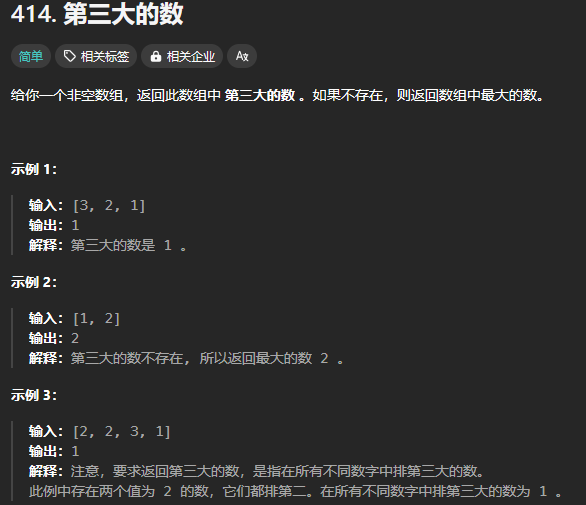 414. 第三大的数
简单 相关标签 相关企业 Aあ
给你一个非空数组，返回此数组中 第三大的数 。如果不存在，则返回数组中最大的数。
示例 1：
输入：[3, 2, 1]
输出：1
解释：第三大的数是 1 。
示例 2：
输入：[1, 2]
输出：2
解释：第三大的数不存在, 所以返回最大的数 2 。
示例 3：
输入：[2, 2, 3, 1]
输出：1
解释：注意，要求返回第三大的数，是指在所有不同数字中排第三大的数。
此例中存在两个值为 2 的数，它们都排第二。在所有不同数字中排第三大的数为 1 。